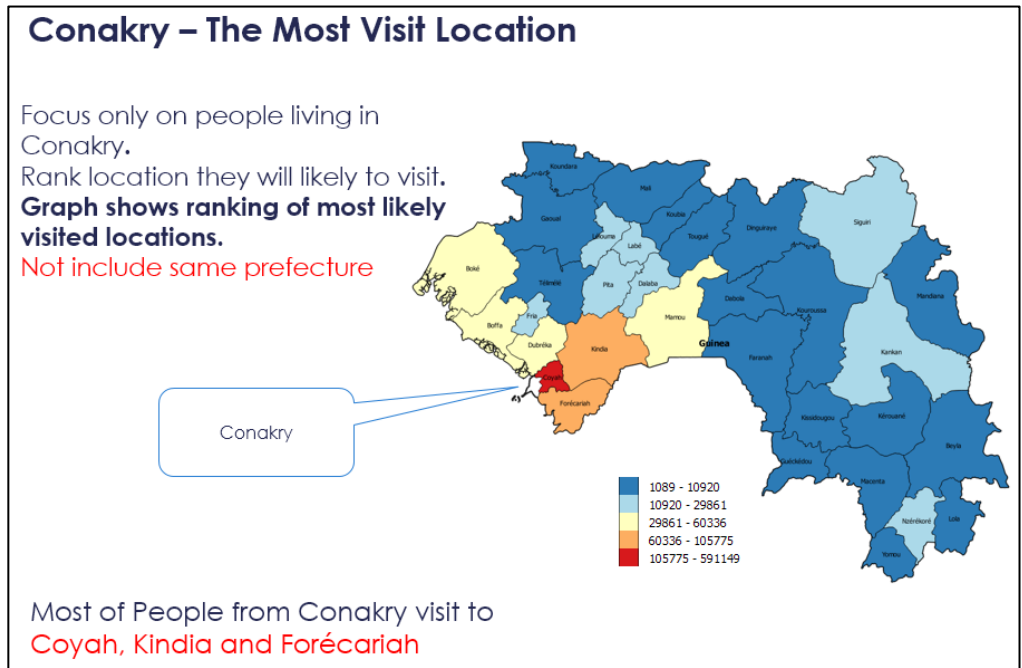 Conakry – The Most Visit Location
Focus only on people living in
Conakry.
Rank location they will likely to visit.
Graph shows ranking of most likely
visited locations.
Not include same prefecture
Koundara
Mali
Gaoual
Koubia
Siguiri
Lélouma
Labé
Tougué
Dinguiraye
Boké
Télimélé
Pita
Dalaba
Mandiana
Fria
Dabola
Kouroussa
Boffa
Mamou
Dubréka
Kindia
Guinea
Kankan
Faranah
Coyah
Forécariah
Conakry
Kissidougou
Kérouané
Beyla
Guéckédou
Macenta
Nzérékoré
Lola
Yomou
1089 - 10920
10920 - 29861
29861 - 60336
60336 - 105775
105775 - 591149
Most of People from Conakry visit to
Coyah, Kindia and Forécariah